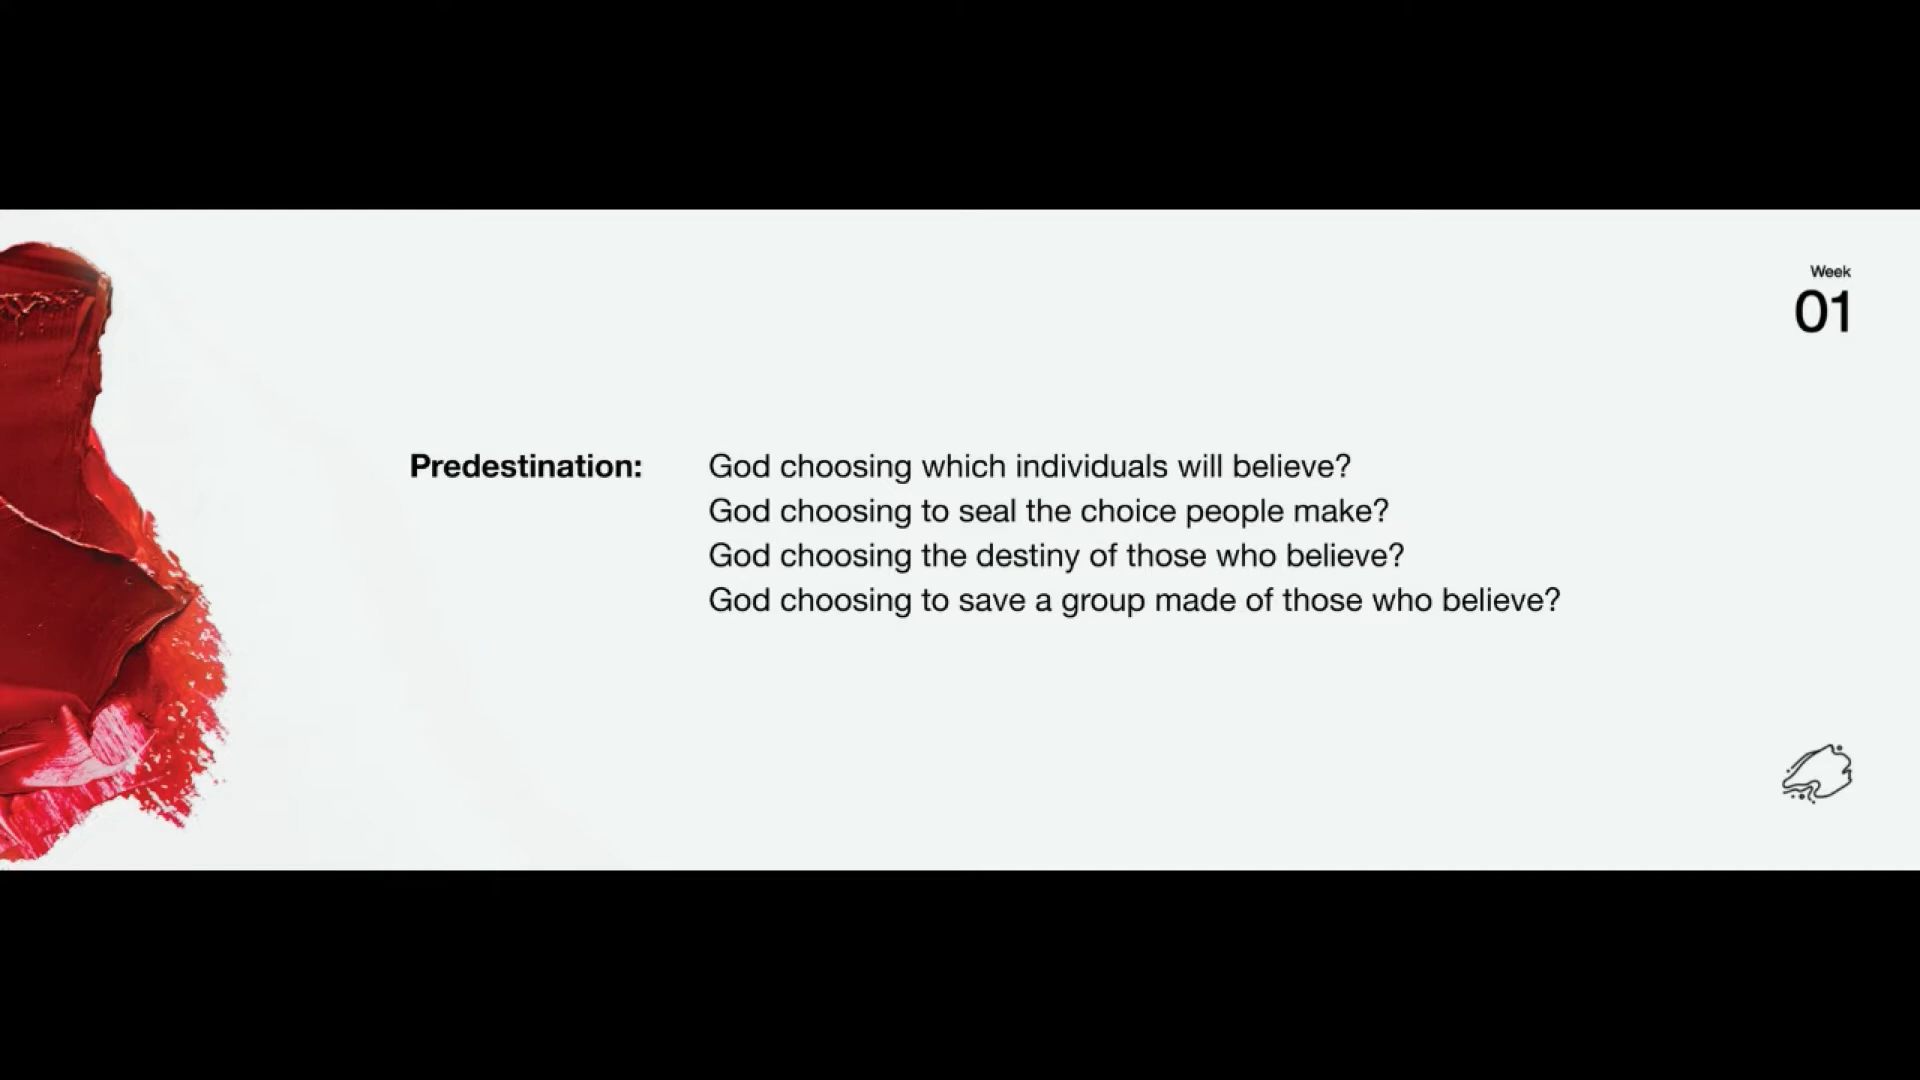 Week
01
Predestination: God choosing which individuals will believe?
God choosing to seal the choice people make?
God choosing the destiny of those who believe?
God choosing to save a group made of those who believe?